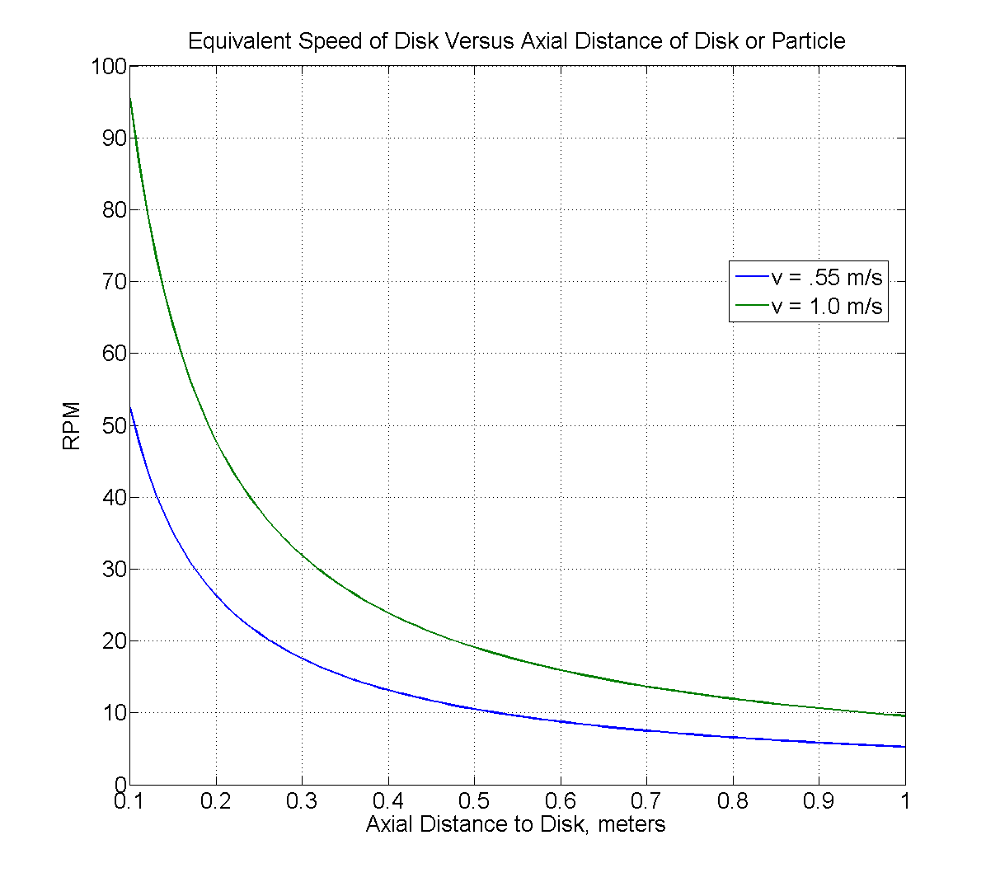 Equivalent Speed of Disk Versus Axial Distance of Disk or Particle
100
90
80
70
60
50
40
30
20
10
0
RPM
v = .55 m/s
v = 1.0 m/s
0.1 0.2 0.3 0.4 0.5 0.6 0.7 0.8 0.9 1
Axial Distance to Disk, meters